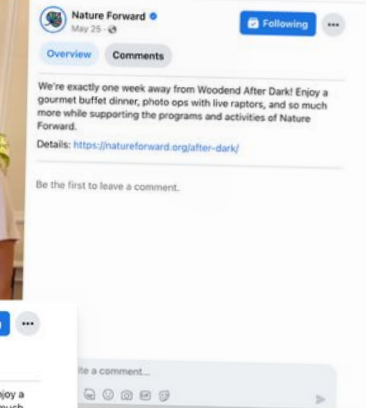 Nature Forward
May 25
Following
Overview Comments
We're exactly one week away from Woodend After Dark! Enjoy a
gourmet buffet dinner, photo ops with live raptors, and so much
more while supporting the programs and activities of Nature
Forward.
Details: https://natureforward.org/after-dark/
Be the first to leave a comment.
a comment...
njoy a
much